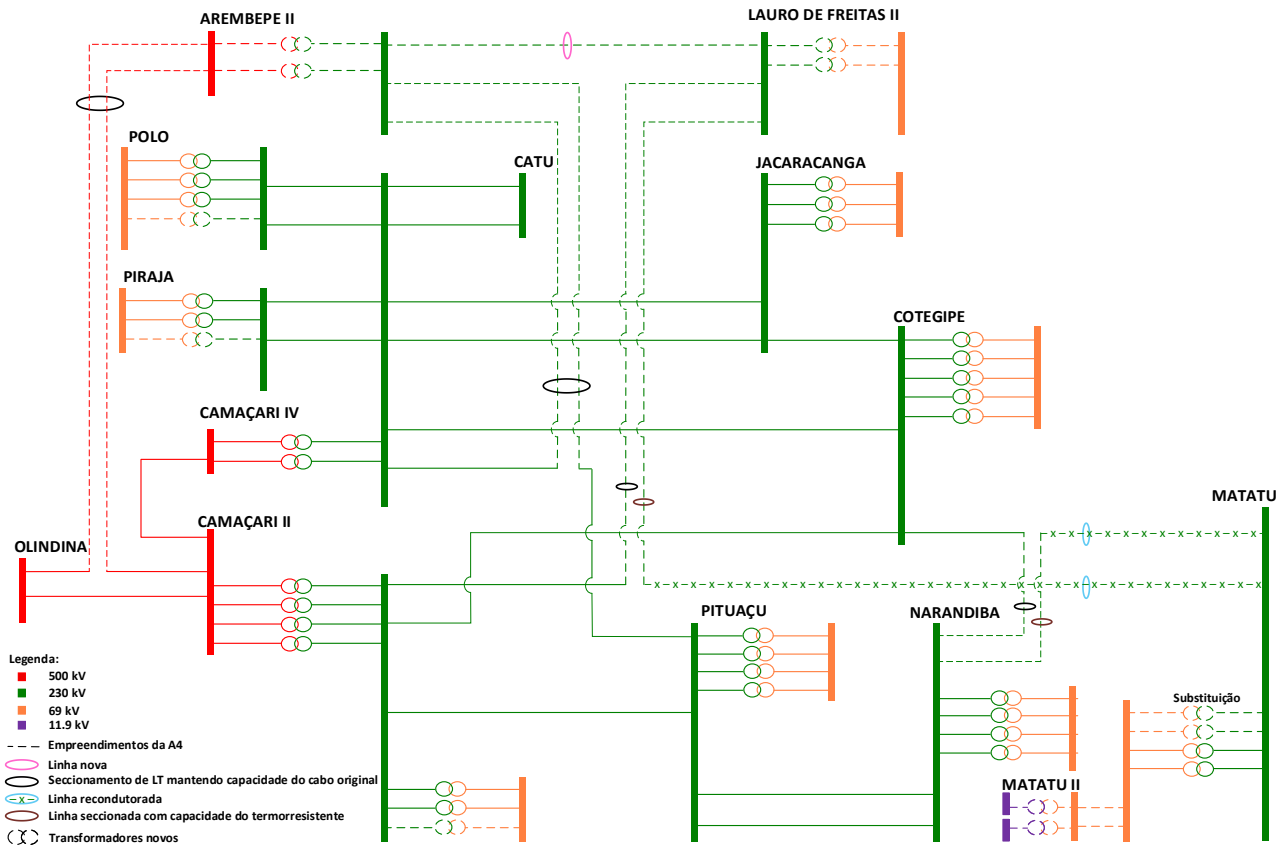 AREMBEPE II
LAURO DE FREITAS II
POLO
CATU
JACARACANGA
PIRAJA
COTEGIPE
CAMAÇARI IV
MATATU
CAMAÇARI II
OLINDINA
PITUAÇU
NARANDIBA
Legenda:
500 kV
230 kV
69 kV
11.9 kV
Empreendimentos da A4
Linha nova
Seccionamento de LT mantendo capacidade do cabo original
x
Linha recondutorada
Linha seccionada com capacidade do termorresistente
Transformadores novos
Substituição
MATATU II